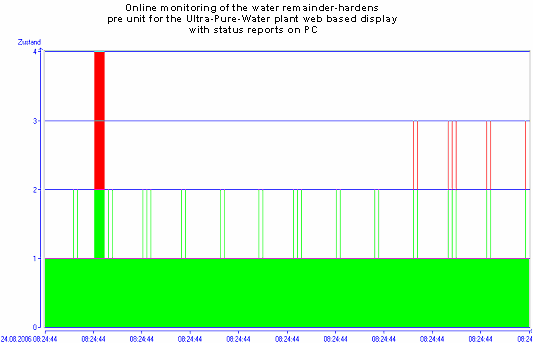 Online monitoring of the water remainder-hardens
pre unit for the Ultra-Pure-Water plant web based display
with status reports on PC
Zustand
4
3
2
1
0
24.08.2006 08:24:44 08:24:44 08:24:44 08:24:44 08:24:44 08:24:44 08:24:44 08:24:44 08:24:44 08:24:44 08:24